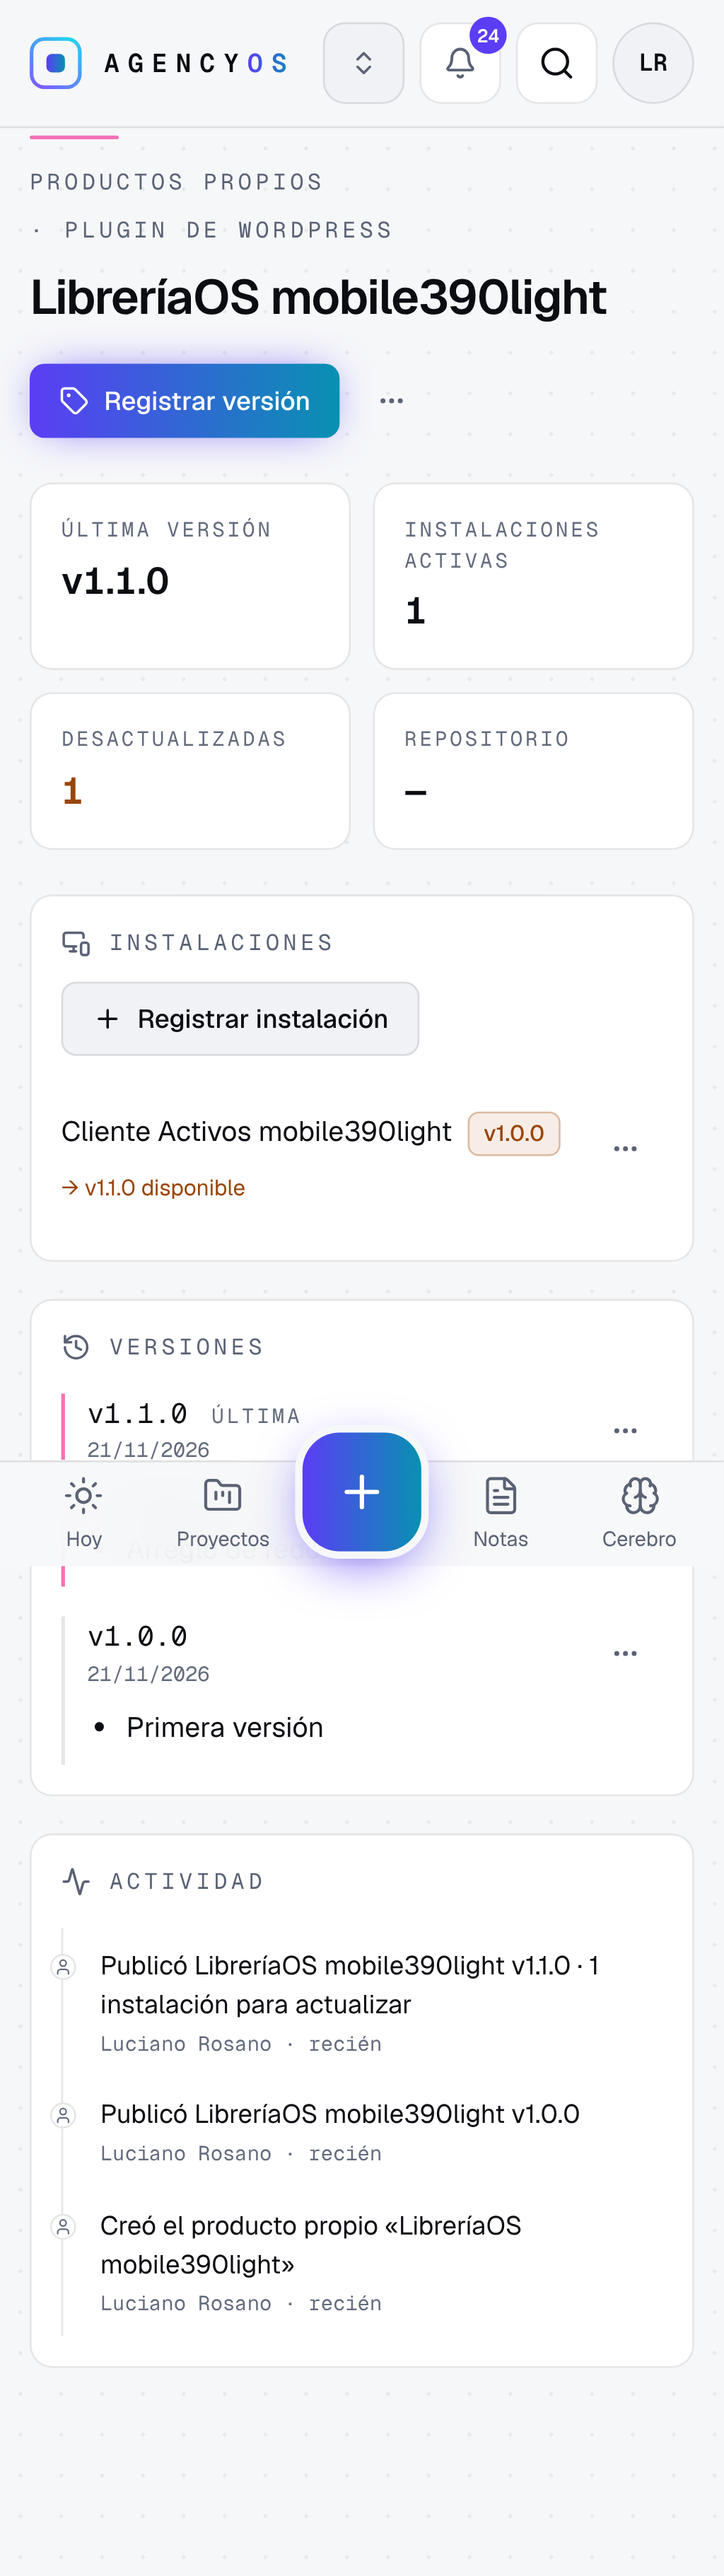 AGENCYOS
24
LR
PRODUCTOS PROPIOS
· PLUGIN DE WORDPRESS
LibreríaOS mobile390light
Registrar versión
ÚLTIMA VERSIÓN
v1.1.0
INSTALACIONES
ACTIVAS
1
DESACTUALIZADAS
1
REPOSITORIO
—
INSTALACIONES
Registrar instalación
Cliente Activos mobile390light v1.0.0
→ v1.1.0 disponible
VERSIONES
v1.1.0 ÚLTIMA
21/11/2026
Hoy
Proyectos
Notas
Cerebro
v1.0.0
21/11/2026
• Primera versión
ACTIVIDAD
Publicó LibreríaOS mobile390light v1.1.0 · 1
instalación para actualizar
Luciano Rosano · recién
Publicó LibreríaOS mobile390light v1.0.0
Luciano Rosano · recién
Creó el producto propio «LibreríaOS
mobile390light»
Luciano Rosano · recién